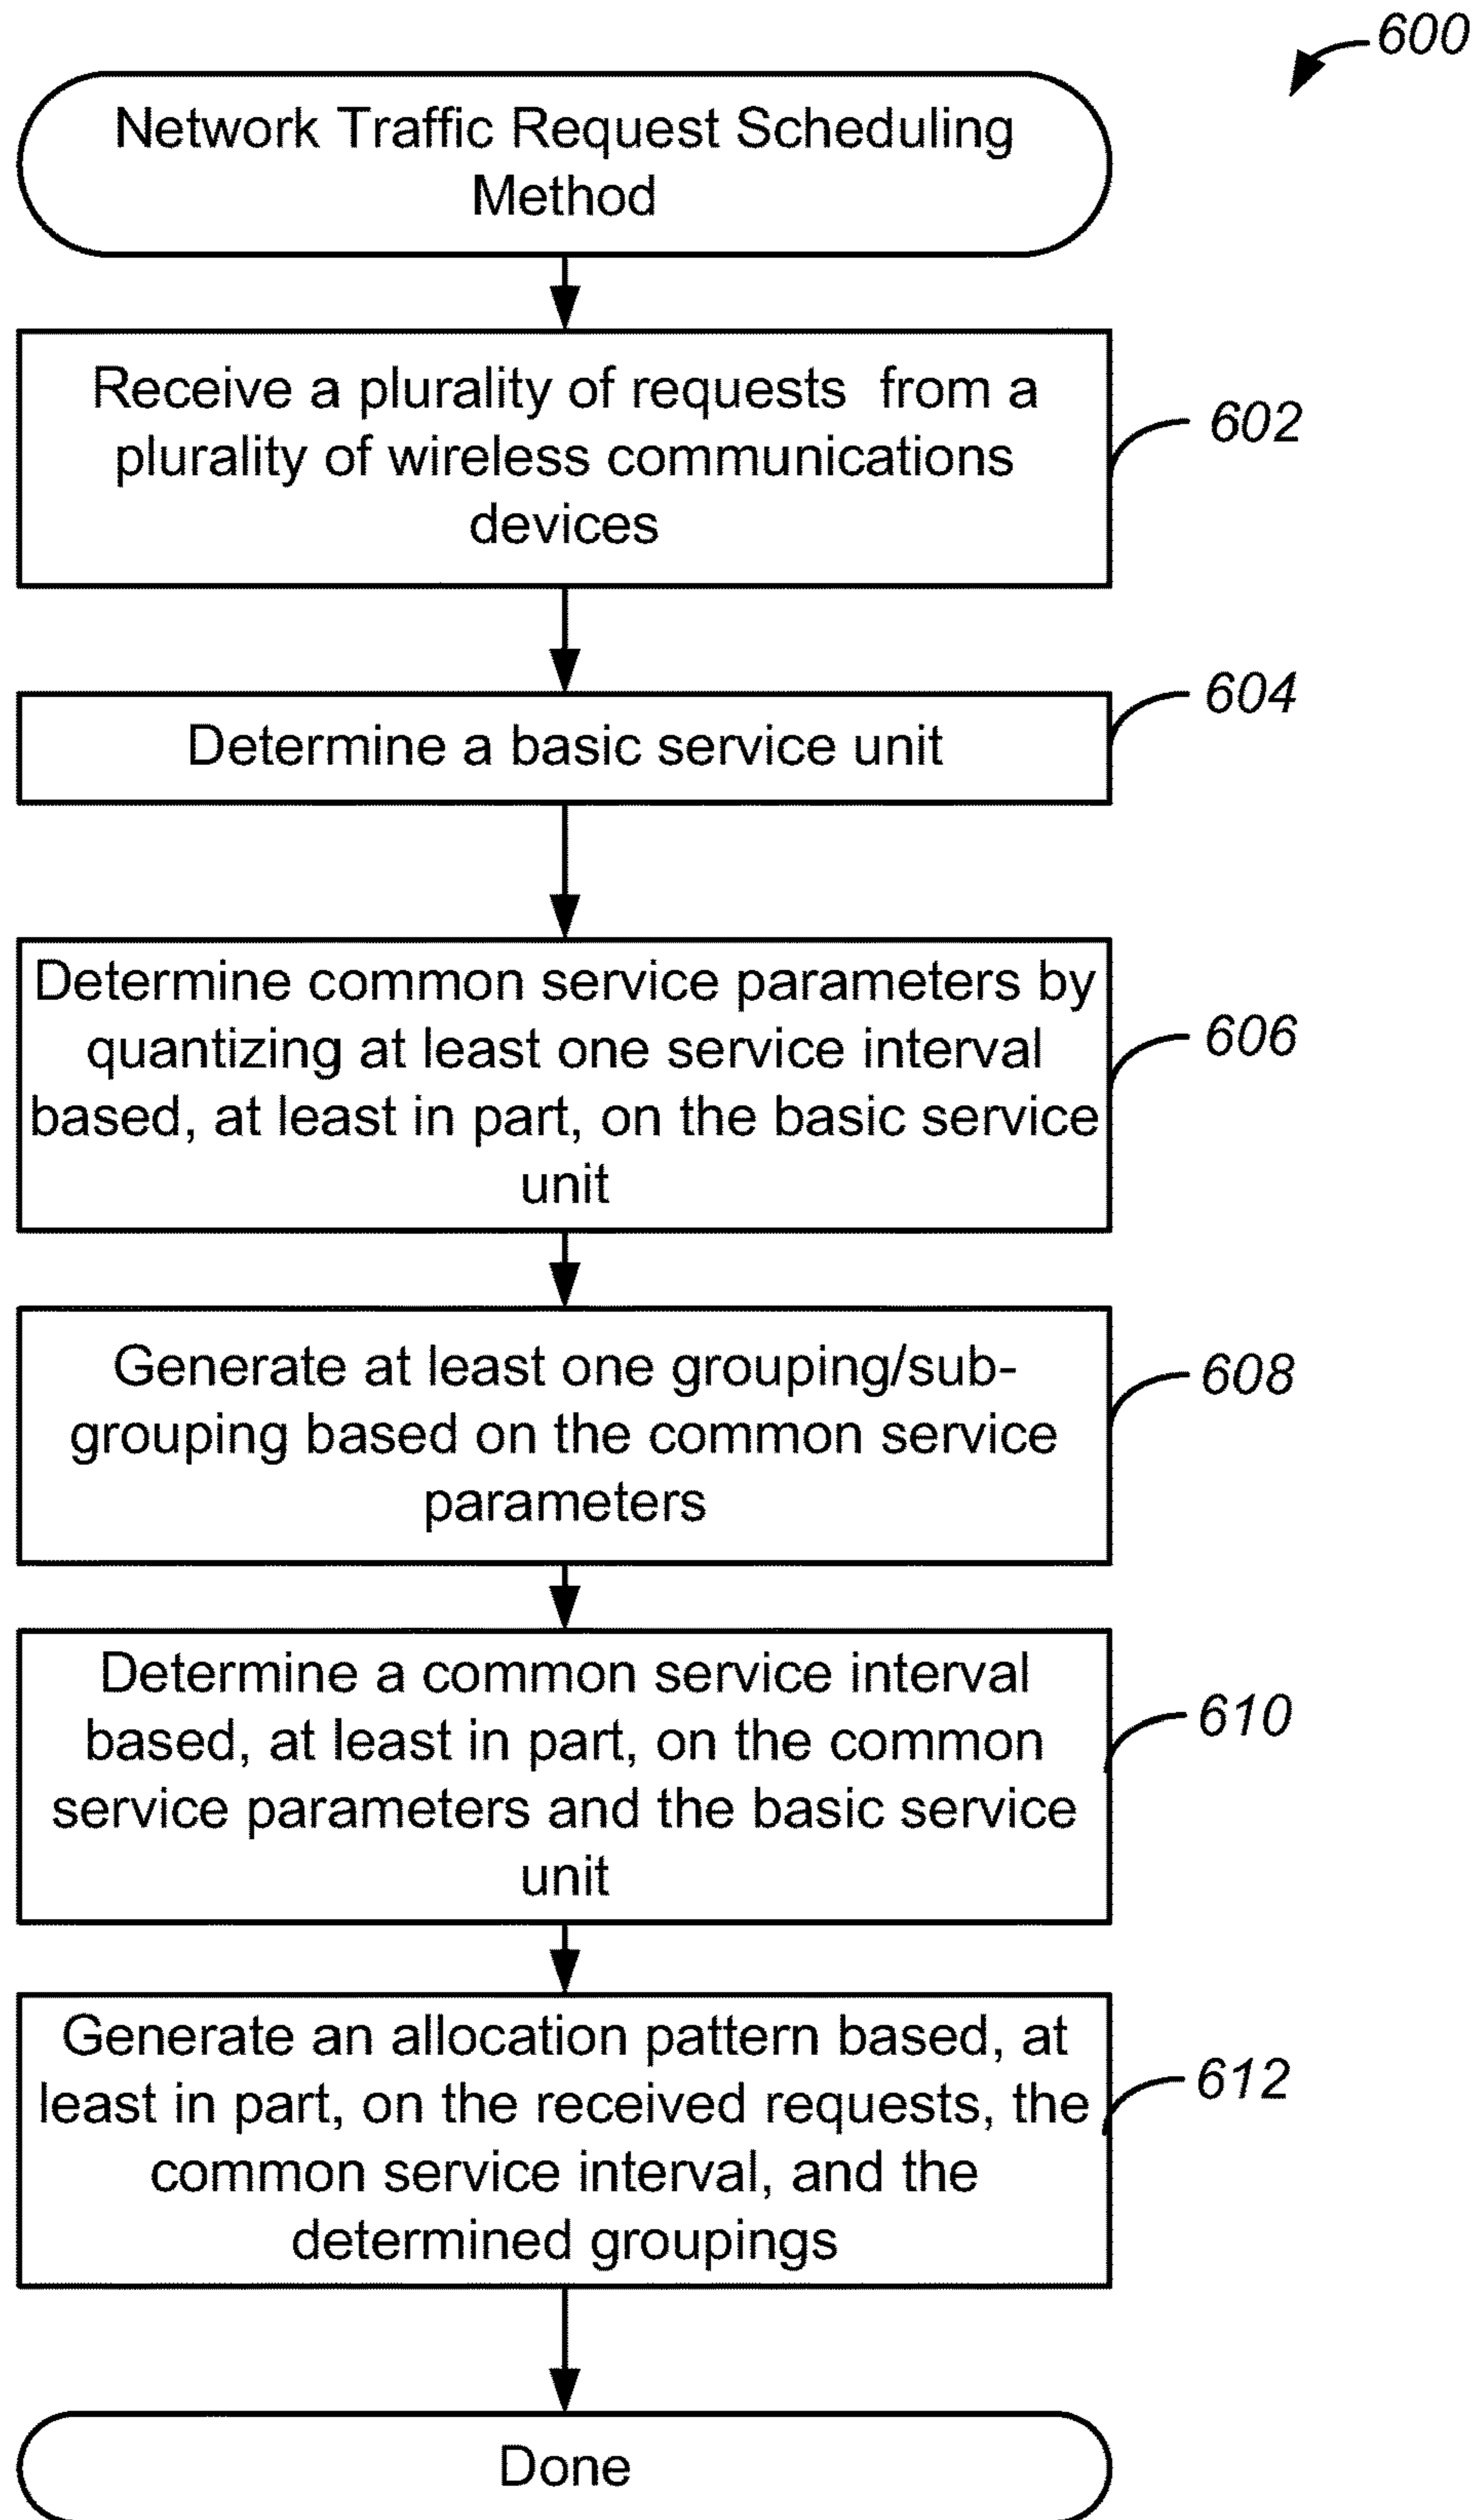 600
Network Traffic Request Scheduling
Method
Receive a plurality of requests from a
plurality of wireless communications
devices
602
Determine a basic service unit
604
Determine common service parameters by
quantizing at least one service interval
based, at least in part, on the basic service
unit
606
Generate at least one grouping/sub-
grouping based on the common service
parameters
608
Determine a common service interval
based, at least in part, on the common
service parameters and the basic service
unit
610
Generate an allocation pattern based, at
least in part, on the received requests, the
common service interval, and the
determined groupings
612
Done